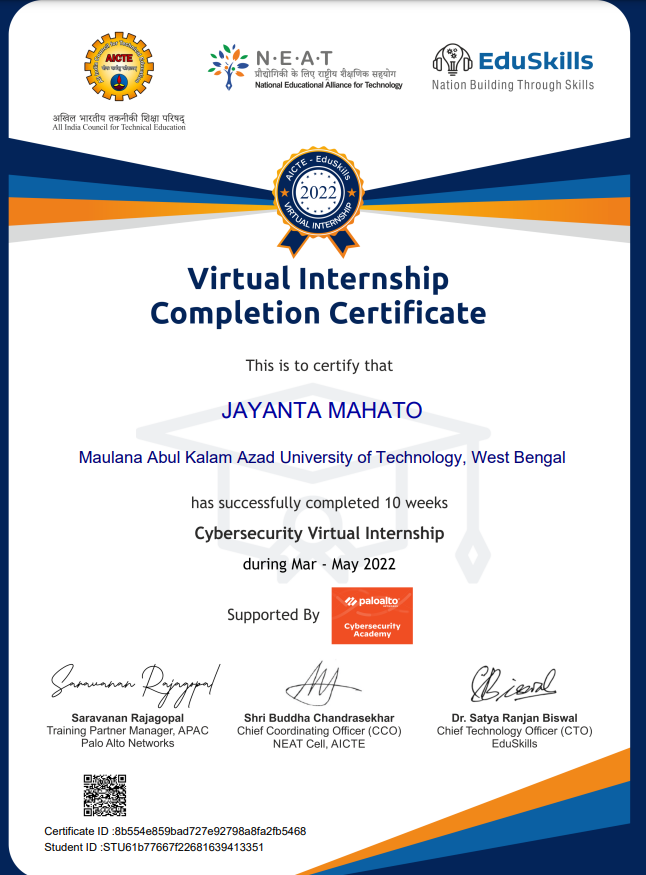 AICTE
अखिल भारतीय तकनीकी शिक्षा परिषद्
All India Council for Technical Education
N·E·A·T
प्रौद्योगिकी के लिए राष्ट्रीय शैक्षणिक सहयोग
National Educational Alliance for Technology
EduSkills
Nation Building Through Skills
AICTE - EduSkills
2022
VIRTUAL INTERNSHIP
Virtual Internship
Completion Certificate
This is to certify that
JAYANTA MAHATO
Maulana Abul Kalam Azad University of Technology, West Bengal
has successfully completed 10 weeks
Cybersecurity Virtual Internship
during Mar - May 2022
Supported By
paloalto
Cybersecurity
Academy
Saravanan Rajagopal
Saravanan Rajagopal
Training Partner Manager, APAC
Palo Alto Networks
Shri Buddha Chandrasekhar
Chief Coordinating Officer (CCO)
NEAT Cell, AICTE
SBiswal
Dr. Satya Ranjan Biswal
Chief Technology Officer (CTO)
EduSkills
Certificate ID :8b554e859bad727e92798a8fa2fb5468
Student ID :STU61b77667f22681639413351